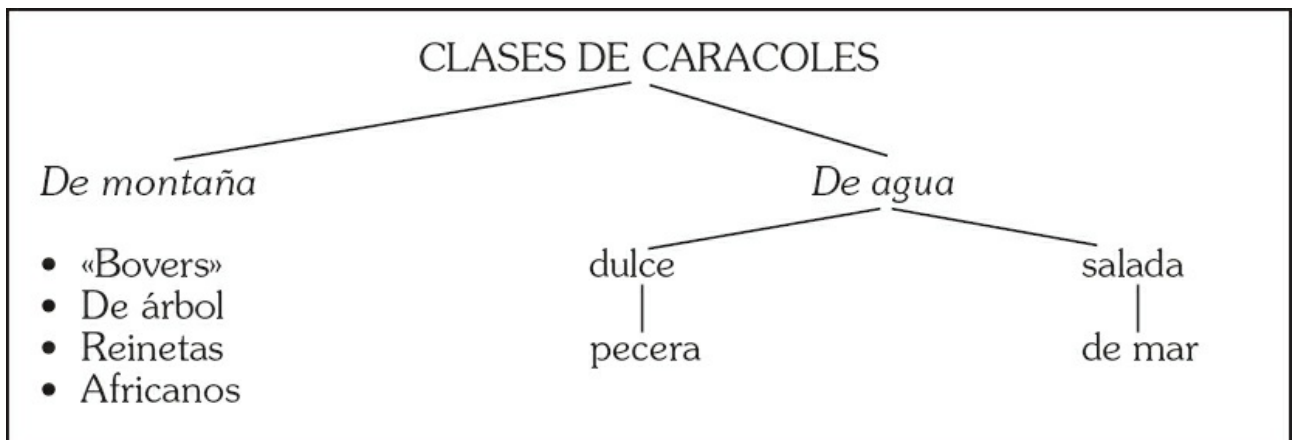 CLASES DE CARACOLES
De montaña
De agua
• «Bovers»
• De árbol
• Reinetas
• Africanos
dulce
salada
pecera
de mar